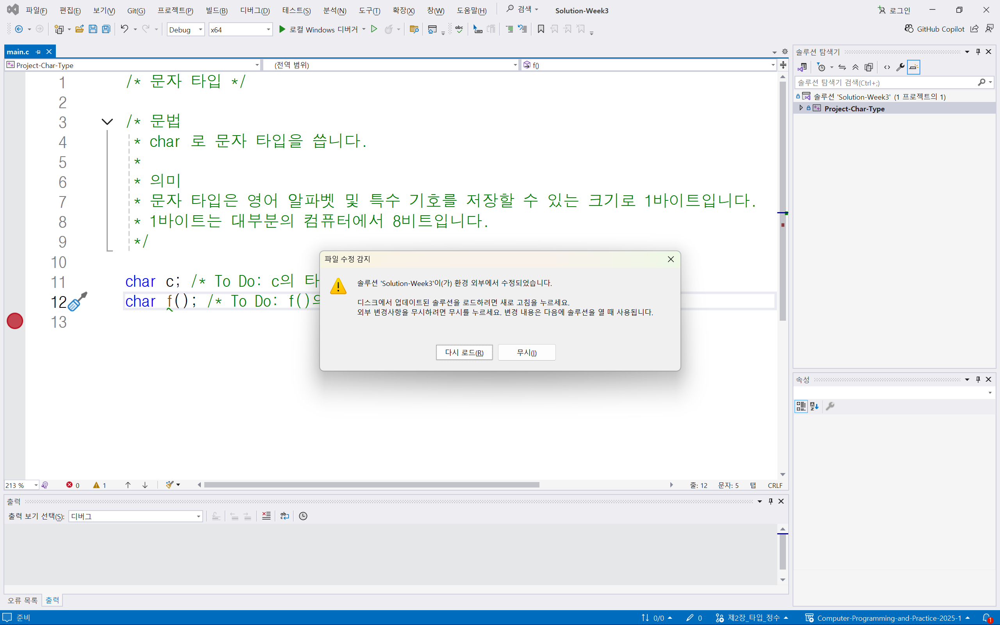 파일(F) 편집(E) 보기(V) Git(G) 프로젝트(P) 빌드(B) 디버그(D) 테스트(S) 분석(N) 도구(T) 확장(X) 창(W) 도움말(H) 검색 Solution-Week3 로그인
Debug x64 로컬 Windows 디버거 abc GitHub Copilot
main.c
Project-Char-Type (전역 범위) f()
1 /* 문자 타입 */
2
3 /* 문법
4 * char 로 문자 타입을 씁니다.
5 *
6 * 의미
7 * 문자 타입은 영어 알파벳 및 특수 기호를 저장할 수 있는 크기로 1바이트입니다.
8 * 1바이트는 대부분의 컴퓨터에서 8비트입니다.
9 */
10
11 char c; /* To Do: c의 타
12 char f(); /* To Do: f()의
13
파일 수정 감지
솔루션 'Solution-Week3'이(가) 환경 외부에서 수정되었습니다.
디스크에서 업데이트된 솔루션을 로드하려면 새로 고침을 누르세요.
외부 변경사항을 무시하려면 무시를 누르세요. 변경 내용은 다음에 솔루션을 열 때 사용됩니다.
다시 로드(R) 무시(I)
213 % 0 1 줄: 12 문자: 5 탭 CRLF
출력
출력 보기 선택(S): 디버그
오류 목록 출력
솔루션 탐색기
솔루션 탐색기 검색(Ctrl+;)
솔루션 'Solution-Week3' (1 프로젝트의 1)
Project-Char-Type
속성
준비 0/0 0 제2장_타입_정수 Computer-Programming-and-Practice-2025-1 1